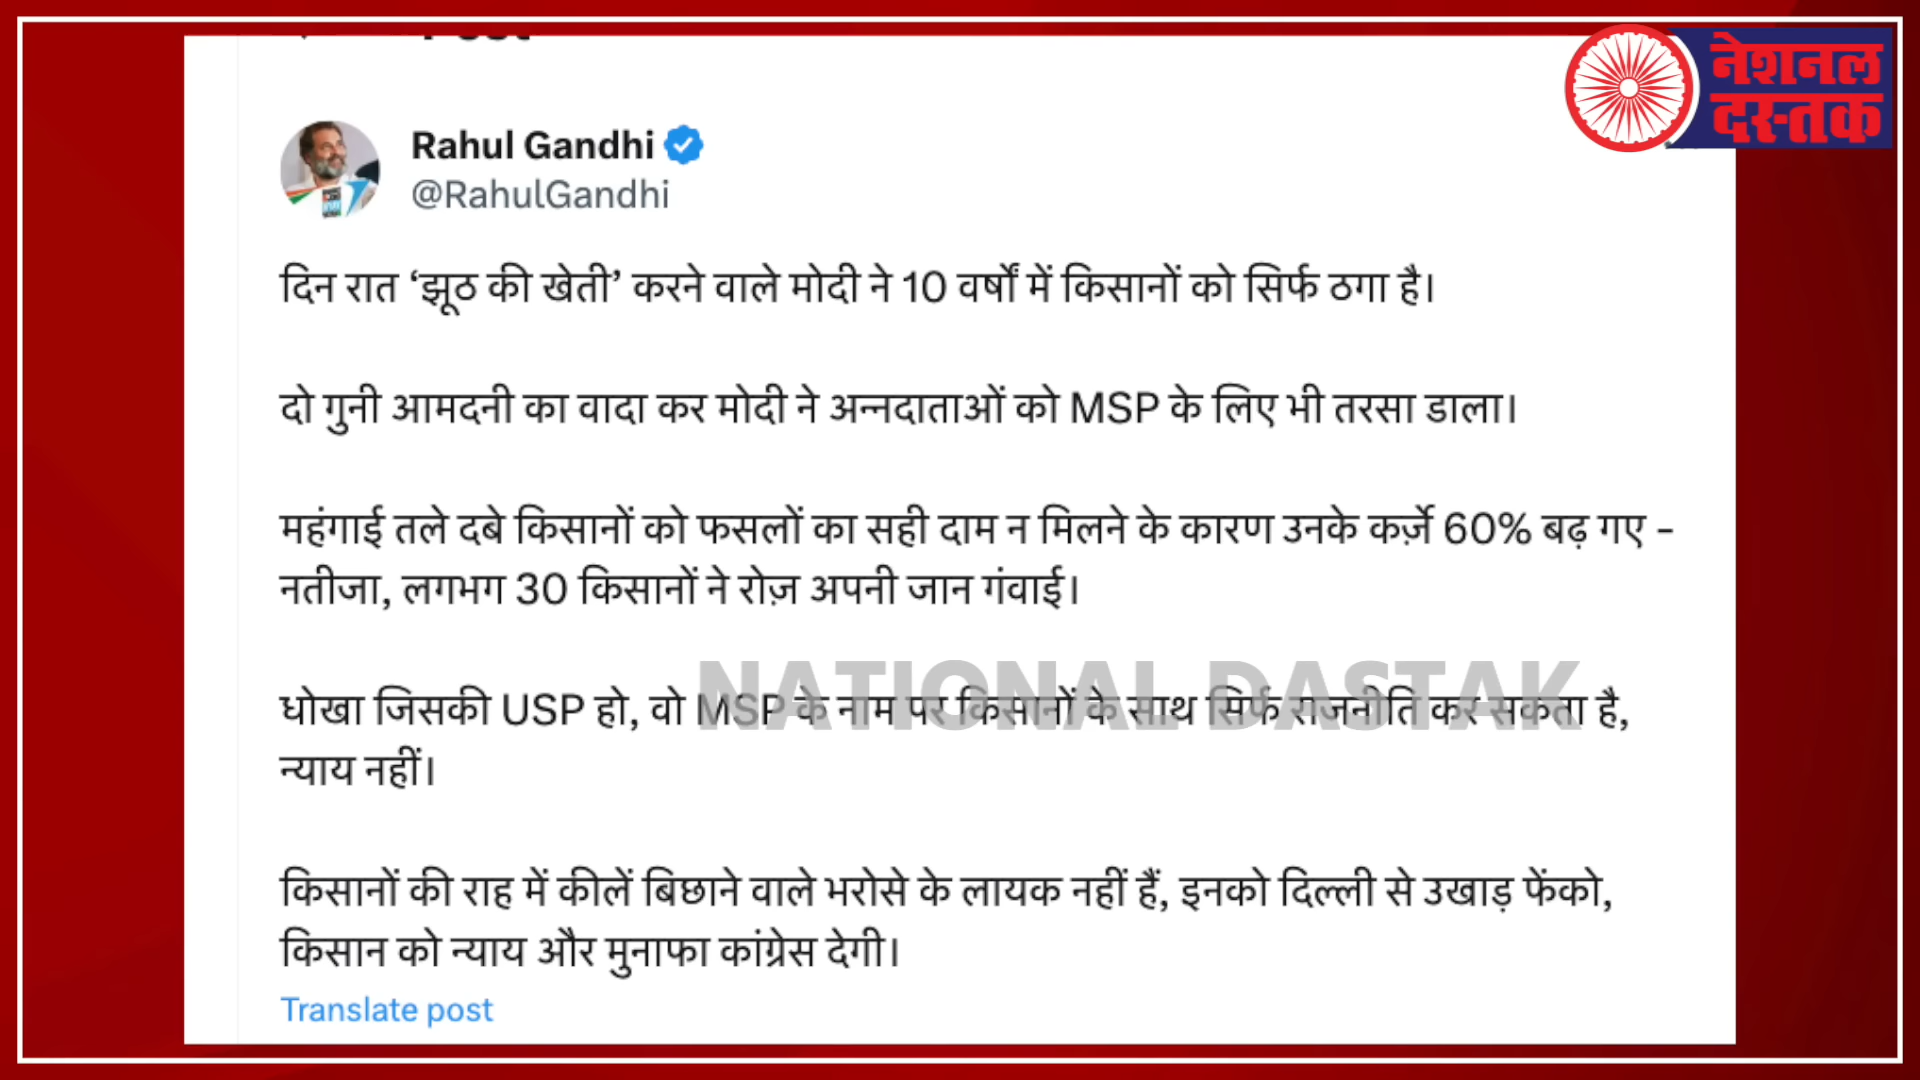 नेशनल
दस्तक
Rahul Gandhi
@RahulGandhi
दिन रात ‘झूठ की खेती’ करने वाले मोदी ने 10 वर्षों में किसानों को सिर्फ ठगा है।
दो गुनी आमदनी का वादा कर मोदी ने अन्नदाताओं को MSP के लिए भी तरसा डाला।
महंगाई तले दबे किसानों को फसलों का सही दाम न मिलने के कारण उनके कर्ज़े 60% बढ़ गए -
नतीजा, लगभग 30 किसानों ने रोज़ अपनी जान गंवाई।
धोखा जिसकी USP हो, वो MSP के नाम पर किसानों के साथ सिर्फ राजनीति कर सकता है,
NATIONAL DASTAK
न्याय नहीं।
किसानों की राह में कीलें बिछाने वाले भरोसे के लायक नहीं हैं, इनको दिल्ली से उखाड़ फेंको,
किसान को न्याय और मुनाफा कांग्रेस देगी।
Translate post